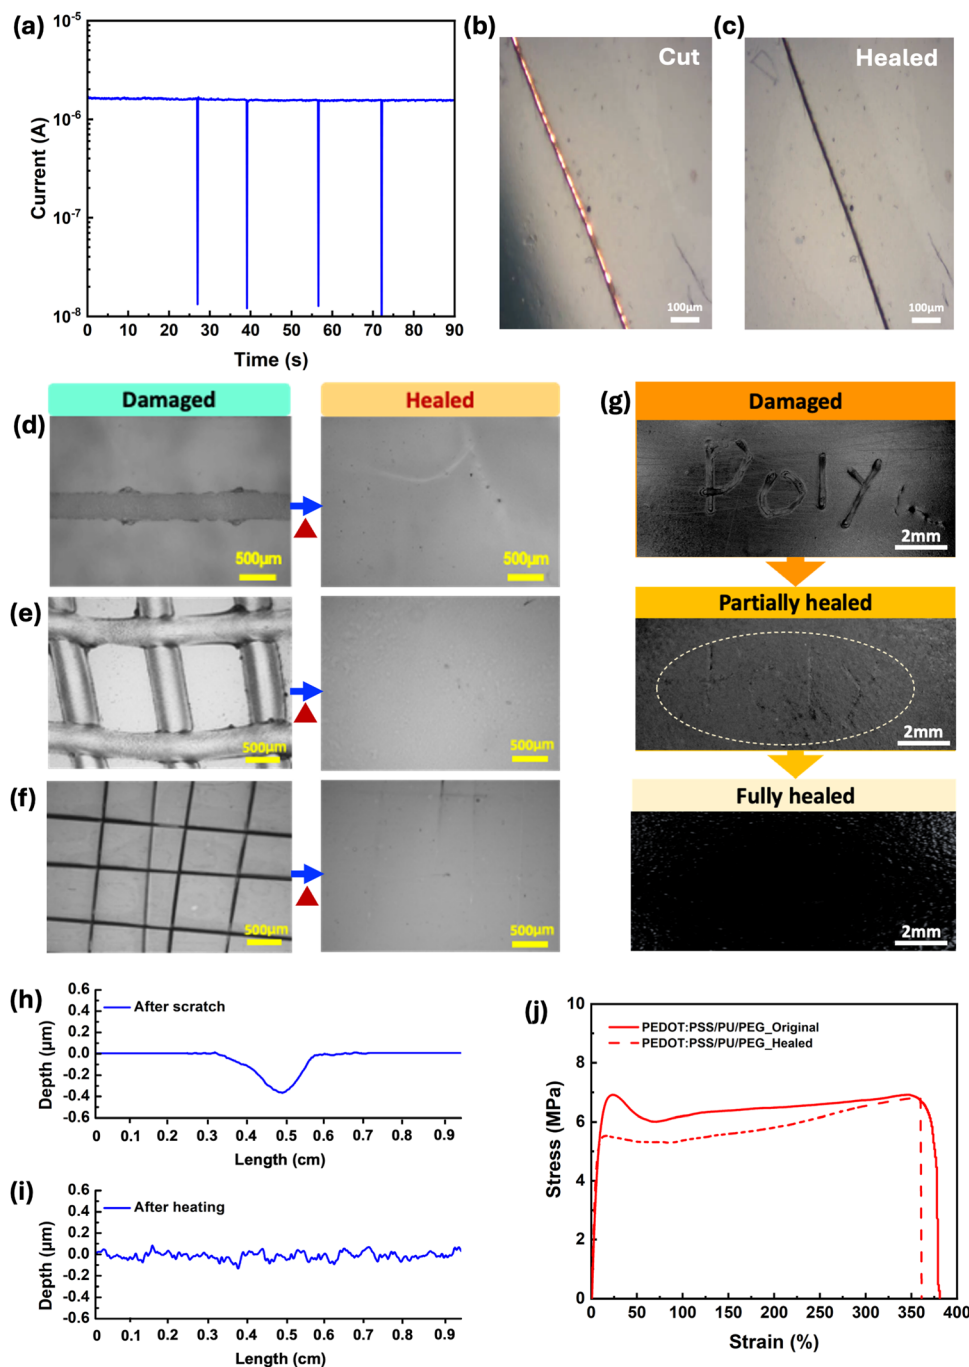 (a)
10⁻⁵
10⁻⁶
10⁻⁷
10⁻⁸
Current (A)
0 10 20 30 40 50 60 70 80 90
Time (s)
(b)
Cut
100µm
(c)
Healed
100µm
Damaged
Healed
(d)
500µm
500µm
(e)
500µm
500µm
(f)
500µm
500µm
(g)
Damaged
Poly
2mm
Partially healed
2mm
Fully healed
2mm
(h)
After scratch
0.6
0.4
0.2
0.0
-0.2
-0.4
-0.6
Depth (µm)
0 0.1 0.2 0.3 0.4 0.5 0.6 0.7 0.8 0.9
Length (cm)
(i)
After heating
0.6
0.4
0.2
0.0
-0.2
-0.4
-0.6
Depth (µm)
0 0.1 0.2 0.3 0.4 0.5 0.6 0.7 0.8 0.9
Length (cm)
(j)
PEDOT:PSS/PU/PEG_Original
PEDOT:PSS/PU/PEG_Healed
10
8
6
4
2
0
Stress (MPa)
0 50 100 150 200 250 300 350 400
Strain (%)